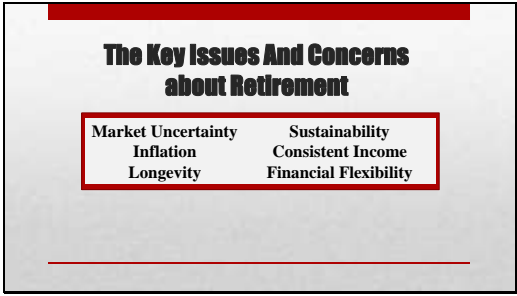 The Key Issues And Concerns
about Retirement
Market Uncertainty Sustainability
Inflation Consistent Income
Longevity Financial Flexibility